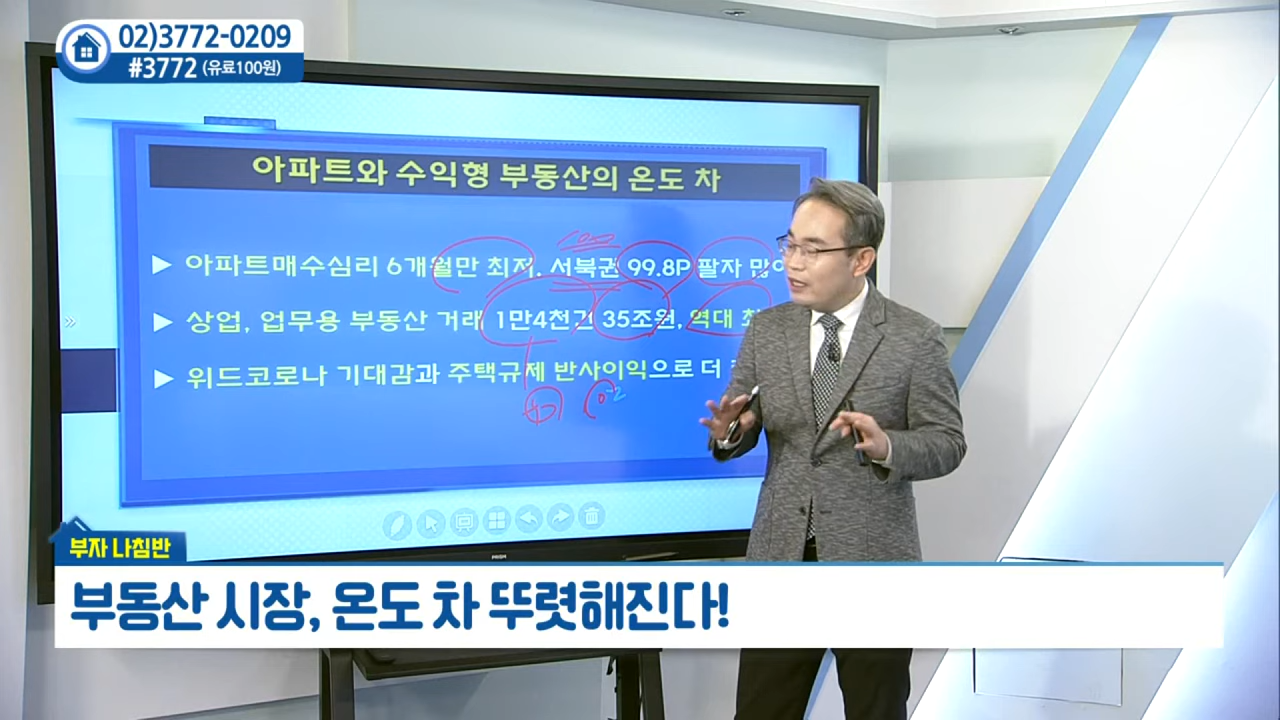 02)3772-0209
#3772 (유료100원)
아파트와 수익형 부동산의 온도 차
▶ 아파트매수심리 6개월만 최저, 서북권 99.8P 팔자 많
▶ 상업, 업무용 부동산 거래 1만4천건 35조원, 역대
▶ 위드코로나 기대감과 주택규제 반사이익으로 더
부자 나침반
부동산 시장, 온도 차 뚜렷해진다!